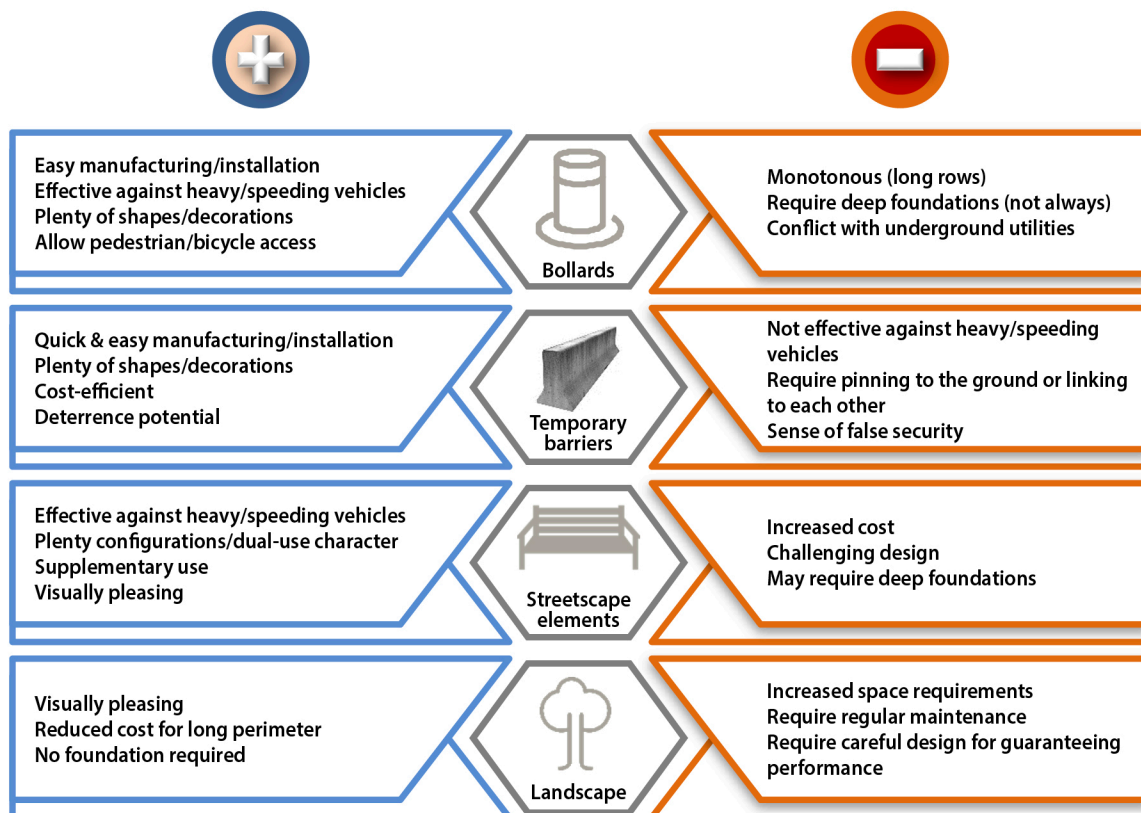 Easy manufacturing/installation
Effective against heavy/speeding vehicles
Plenty of shapes/decorations
Allow pedestrian/bicycle access
Bollards
Monotonous (long rows)
Require deep foundations (not always)
Conflict with underground utilities
Quick & easy manufacturing/installation
Plenty of shapes/decorations
Cost-efficient
Deterrence potential
Temporary
barriers
Not effective against heavy/speeding
vehicles
Require pinning to the ground or linking
to each other
Sense of false security
Effective against heavy/speeding vehicles
Plenty configurations/dual-use character
Supplementary use
Visually pleasing
Streetscape
elements
Increased cost
Challenging design
May require deep foundations
Visually pleasing
Reduced cost for long perimeter
No foundation required
Landscape
Increased space requirements
Require regular maintenance
Require careful design for guaranteeing
performance